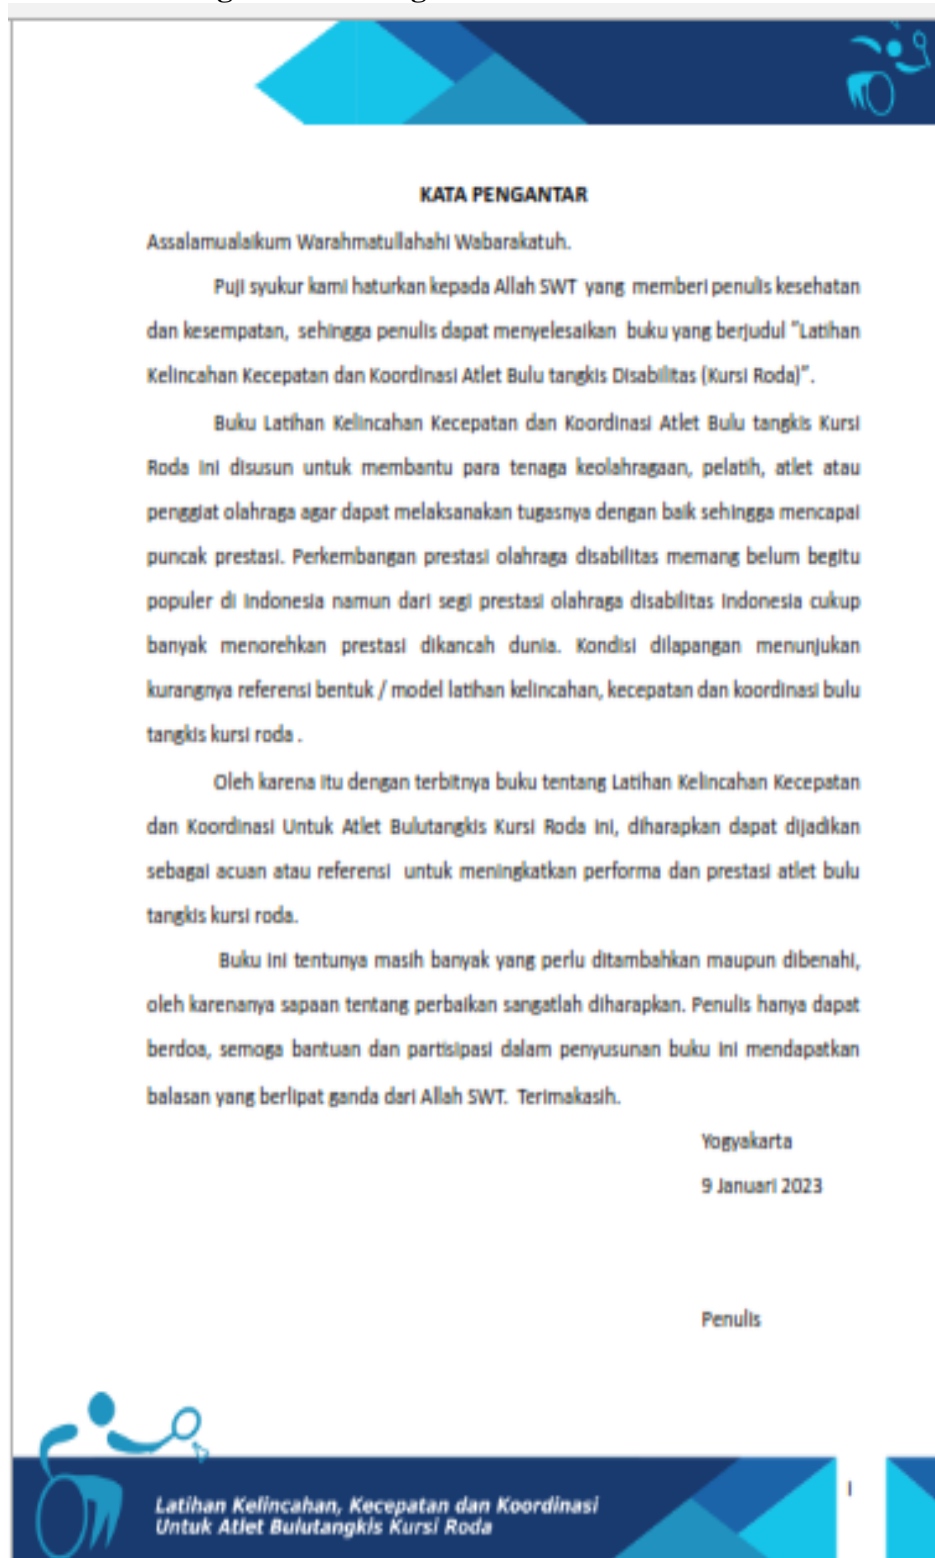 KATA PENGANTAR
Assalamualaikum Warahmatullahahi Wabarakatuh.
Puji syukur kami haturkan kepada Allah SWT yang memberi penulis kesehatan
dan kesempatan, sehingga penulis dapat menyelesaikan buku yang berjudul "Latihan
Kelincahan Kecepatan dan Koordinasi Atlet Bulu tangkis Disabilitas (Kursi Roda)".
Buku Latihan Kelincahan Kecepatan dan Koordinasi Atlet Bulu tangkis Kursi
Roda ini disusun untuk membantu para tenaga keolahragaan, pelatih, atlet atau
penggiat olahraga agar dapat melaksanakan tugasnya dengan baik sehingga mencapai
puncak prestasi. Perkembangan prestasi olahraga disabilitas memang belum begitu
populer di Indonesia namun dari segi prestasi olahraga disabilitas Indonesia cukup
banyak menorehkan prestasi dikancah dunia. Kondisi dilapangan menunjukan
kurangnya referensi bentuk / model latihan kelincahan, kecepatan dan koordinasi bulu
tangkis kursi roda .
Oleh karena itu dengan terbitnya buku tentang Latihan Kelincahan Kecepatan
dan Koordinasi Untuk Atlet Bulutangkis Kursi Roda ini, diharapkan dapat dijadikan
sebagai acuan atau referensi untuk meningkatkan performa dan prestasi atlet bulu
tangkis kursi roda.
Buku ini tentunya masih banyak yang perlu ditambahkan maupun dibenahi,
oleh karenanya sapaan tentang perbaikan sangatlah diharapkan. Penulis hanya dapat
berdoa, semoga bantuan dan partisipasi dalam penyusunan buku ini mendapatkan
balasan yang berlipat ganda dari Allah SWT. Terimakasih.
Yogyakarta
9 Januari 2023
Penulis
Latihan Kelincahan, Kecepatan dan Koordinasi
Untuk Atlet Bulutangkis Kursi Roda
I